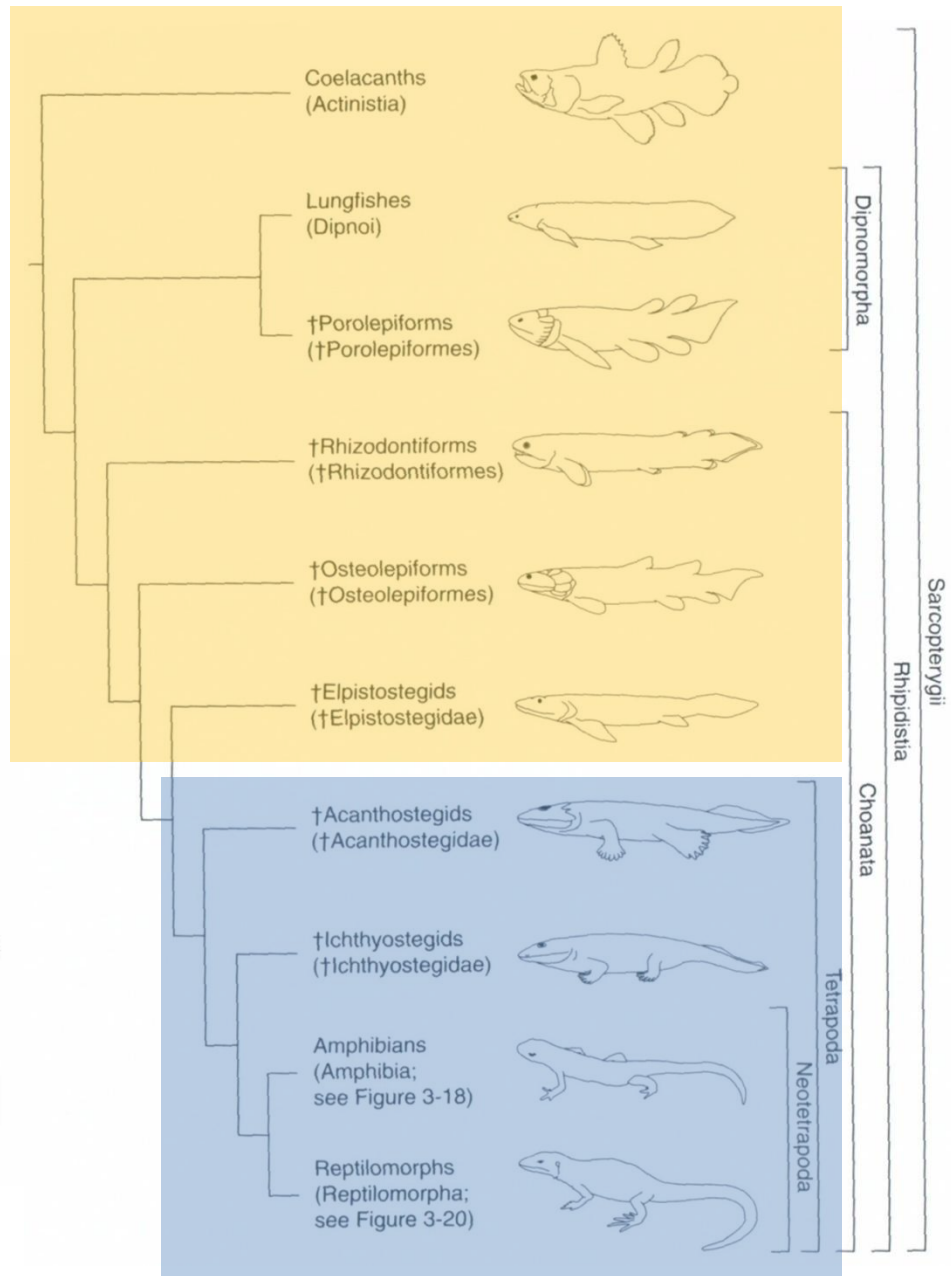 Coelacanths
(Actinistia)
Lungfishes
(Dipnoi)
†Porolepiforms
(†Porolepiformes)
†Rhizodontiforms
(†Rhizodontiformes)
†Osteolepiforms
(†Osteolepiformes)
†Elpistostegids
(†Elpistostegidae)
†Acanthostegids
(†Acanthostegidae)
†Ichthyostegids
(†Ichthyostegidae)
Amphibians
(Amphibia;
see Figure 3-18)
Reptilomorphs
(Reptilomorpha;
see Figure 3-20)
Dipnomorpha
Choanata
Tetrapoda
Neotetrapoda
Rhipidistia
Sarcopterygii